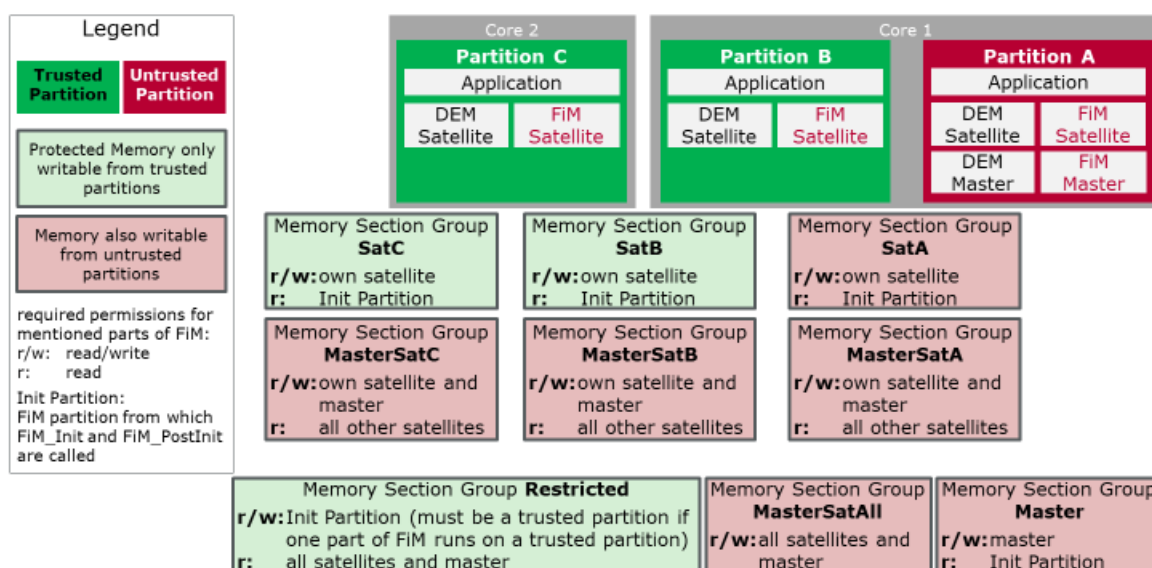 Legend
Trusted
Partition
Untrusted
Partition
Protected Memory only
writable from trusted
partitions
Memory also writable
from untrusted
partitions
required permissions for
mentioned parts of FiM:
r/w: read/write
r: read
Init Partition:
FiM partition from which
FiM_Init and FiM_PostInit
are called
Core 2
Partition C
Application
DEM
Satellite
FiM
Satellite
Core 1
Partition B
Application
DEM
Satellite
FiM
Satellite
Partition A
Application
DEM
Satellite
FiM
Satellite
DEM
Master
FiM
Master
Memory Section Group
SatC
r/w:own satellite
r: Init Partition
Memory Section Group
SatB
r/w:own satellite
r: Init Partition
Memory Section Group
SatA
r/w:own satellite
r: Init Partition
Memory Section Group
MasterSatC
r/w:own satellite and
master
r: all other satellites
Memory Section Group
MasterSatB
r/w:own satellite and
master
r: all other satellites
Memory Section Group
MasterSatA
r/w:own satellite and
master
r: all other satellites
Memory Section Group Restricted
r/w:Init Partition (must be a trusted partition if
one part of FiM runs on a trusted partition)
r: all satellites and master
Memory Section Group
MasterSatAll
r/w:all satellites and
master
Memory Section Group
Master
r/w:master
r: Init Partition